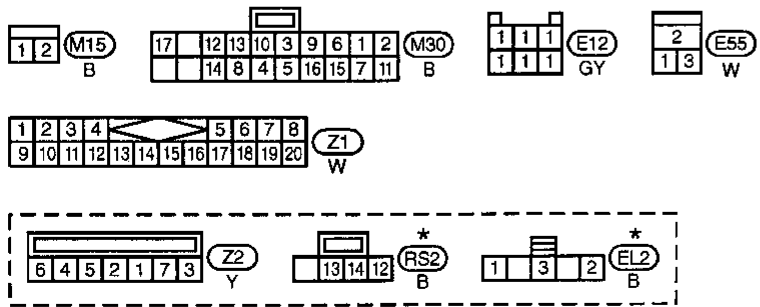 1 2 M15 B
17 12 13 10 3 9 6 1 2 M30 B
14 8 4 5 16 15 7 11
1 1 1 E12 GY
1 1 1
2 E55 W
1 3
1 2 3 4 5 6 7 8 Z1 W
9 10 11 12 13 14 15 16 17 18 19 20
6 4 5 2 1 7 3 Z2 Y
* RS2 B
13 14 12
* EL2 B
1 3 2